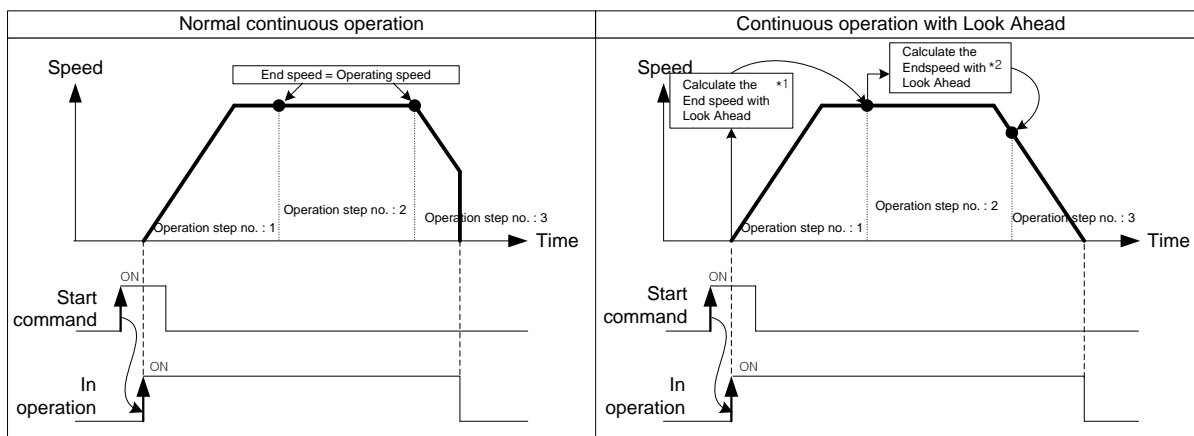 Normal continuous operation
Speed
End speed = Operating speed
Operation step no. : 1
Operation step no. : 2
Operation step no. : 3
Time
ON
Start
command
ON
In
operation
Continuous operation with Look Ahead
Speed
Calculate the *1
End speed with
Look Ahead
Calculate the
Endspeed with *2
Look Ahead
Operation step no. : 1
Operation step no. : 2
Operation step no. : 3
Time
ON
Start
command
ON
In
operation